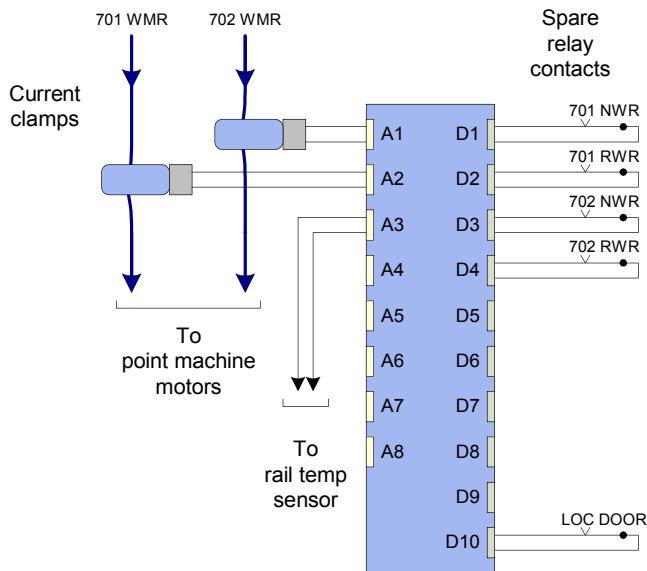 701 WMR
702 WMR
Spare
relay
contacts
Current
clamps
A1
D1
701 NWR
A2
D2
701 RWR
A3
D3
702 NWR
A4
D4
702 RWR
A5
D5
A6
D6
A7
D7
A8
D8
D9
D10
LOC DOOR
To
point machine
motors
To
rail temp
sensor